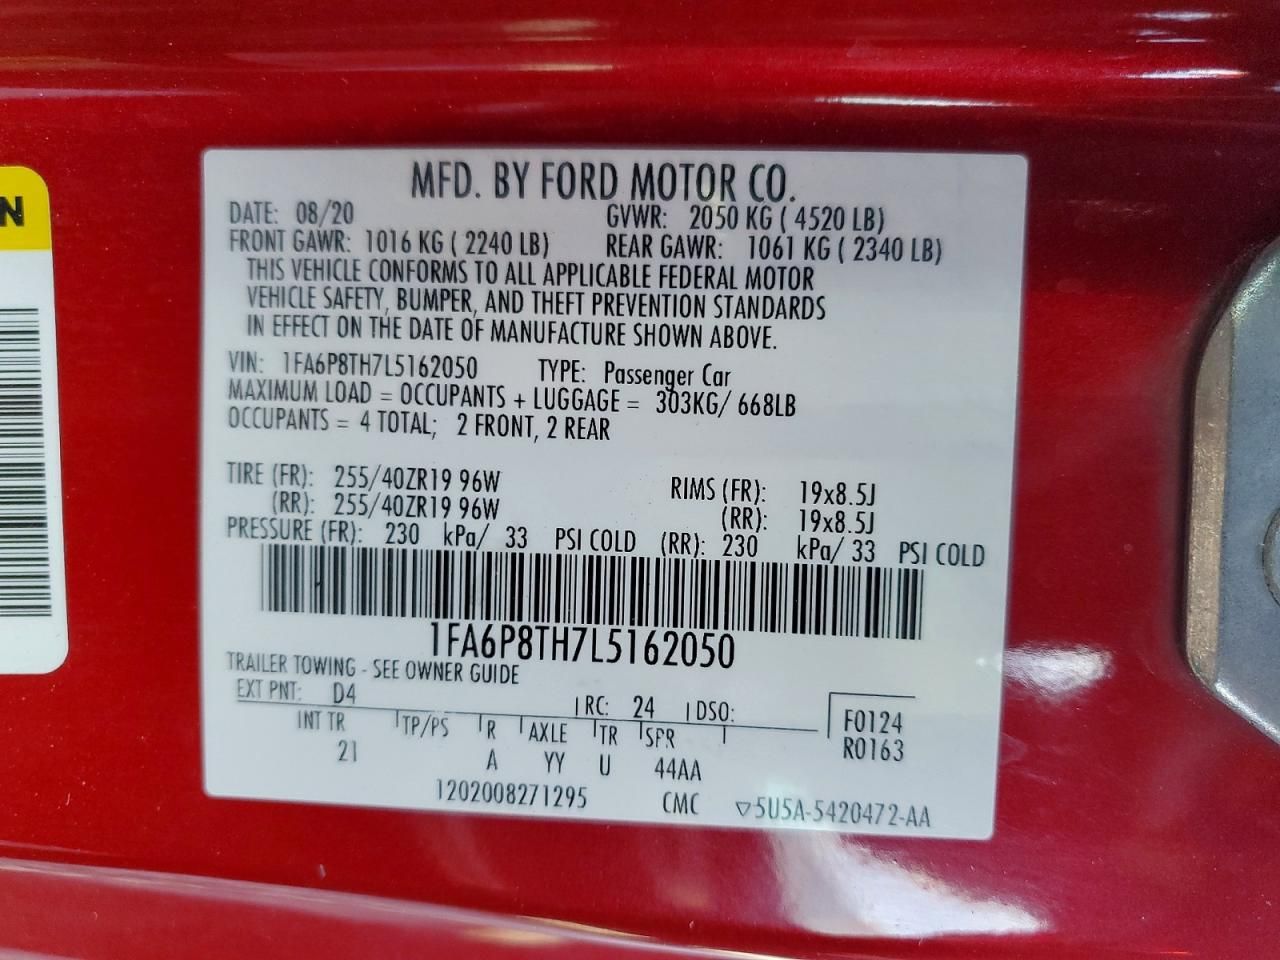 N
MFD. BY FORD MOTOR CO.
DATE: 08/20 GVWR: 2050 KG ( 4520 LB)
FRONT GAWR: 1016 KG ( 2240 LB) REAR GAWR: 1061 KG ( 2340 LB)
THIS VEHICLE CONFORMS TO ALL APPLICABLE FEDERAL MOTOR
VEHICLE SAFETY, BUMPER, AND THEFT PREVENTION STANDARDS
IN EFFECT ON THE DATE OF MANUFACTURE SHOWN ABOVE.
VIN: 1FA6P8TH7L5162050 TYPE: Passenger Car
MAXIMUM LOAD = OCCUPANTS + LUGGAGE = 303KG/ 668LB
OCCUPANTS = 4 TOTAL; 2 FRONT, 2 REAR
TIRE (FR): 255/40ZR19 96W RIMS (FR): 19x8.5J
(RR): 255/40ZR19 96W (RR): 19x8.5J
PRESSURE (FR): 230 kPa/ 33 PSI COLD (RR): 230 kPa/ 33 PSI COLD
1FA6P8TH7L5162050
TRAILER TOWING - SEE OWNER GUIDE
EXT PNT: D4 RC: 24 DSO:
INT TR TP/PS R AXLE TR SPR F0124
21 A YY U 44AA R0163
1202008271295 CMC ▽5U5A-5420472-AA